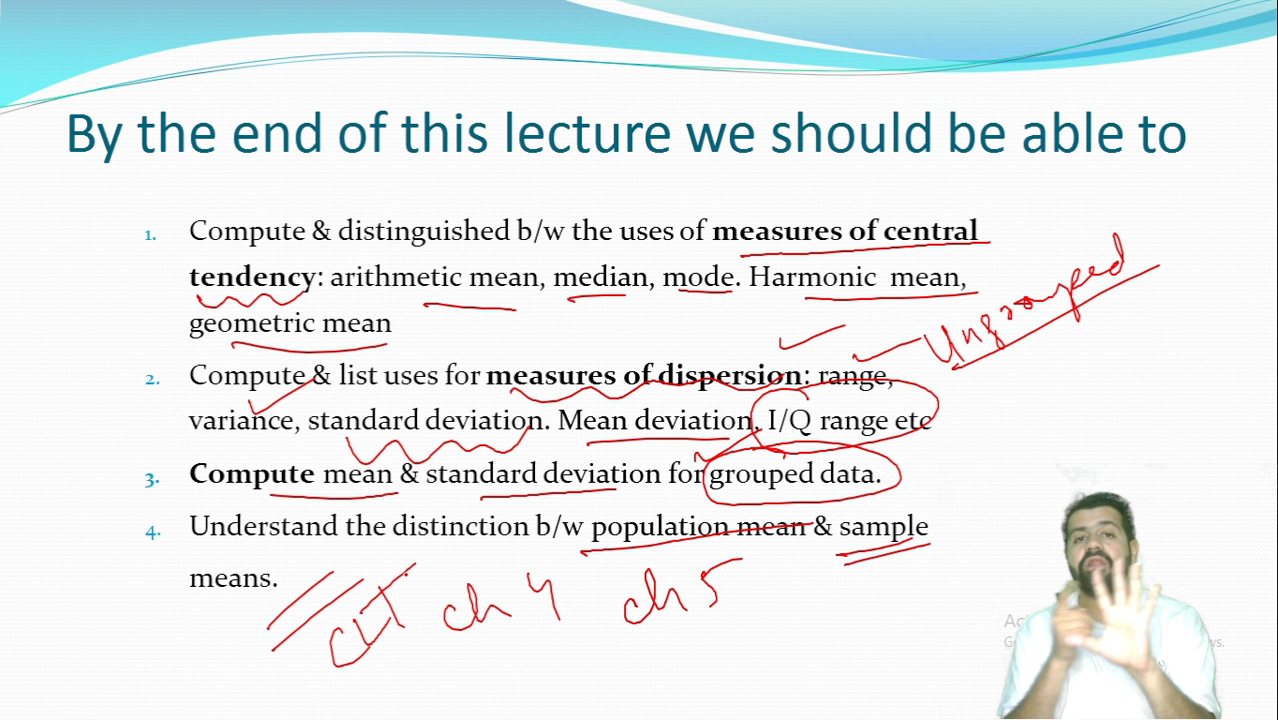 By the end of this lecture we should be able to
1. Compute & distinguished b/w the uses of measures of central
tendency: arithmetic mean, median, mode. Harmonic mean,
geometric mean
Ungrouped
2. Compute & list uses for measures of dispersion: range,
variance, standard deviation. Mean deviation, I/Q range etc
3. Compute mean & standard deviation for grouped data.
4. Understand the distinction b/w population mean & sample
means.
CLT ch 4 ch 5